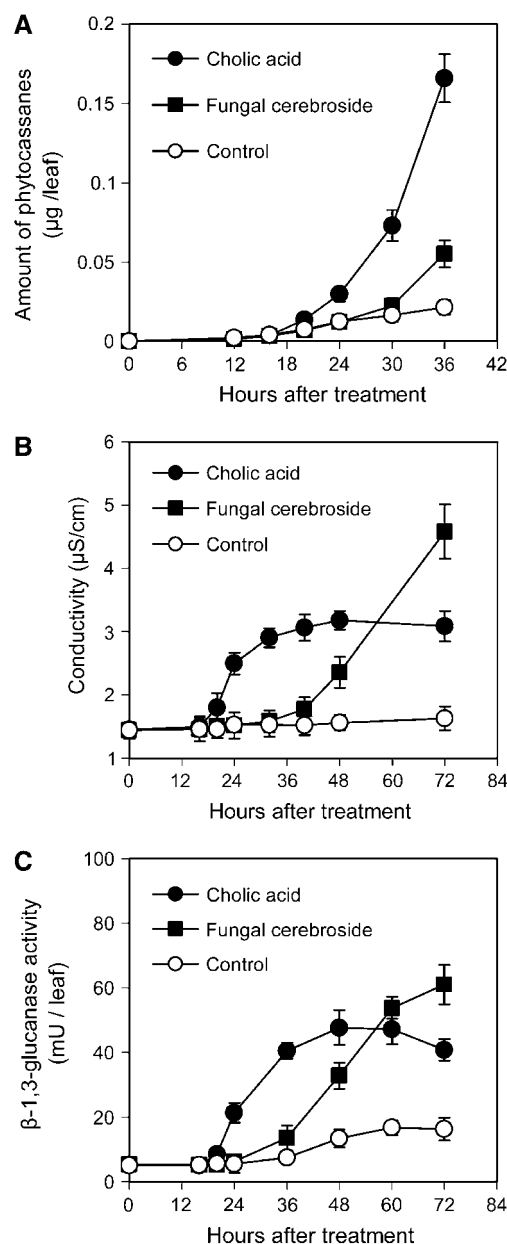 A
Amount of phytocassanes
(μg /leaf)
0.2
0.15
0.1
0.05
0
Cholic acid
Fungal cerebroside
Control
0 6 12 18 24 30 36 42
Hours after treatment
B
Conductivity (μS/cm)
6
5
4
3
2
1
Cholic acid
Fungal cerebroside
Control
0 12 24 36 48 60 72 84
Hours after treatment
C
β-1,3-glucanase activity
(mU / leaf)
100
80
60
40
20
0
Cholic acid
Fungal cerebroside
Control
0 12 24 36 48 60 72 84
Hours after treatment